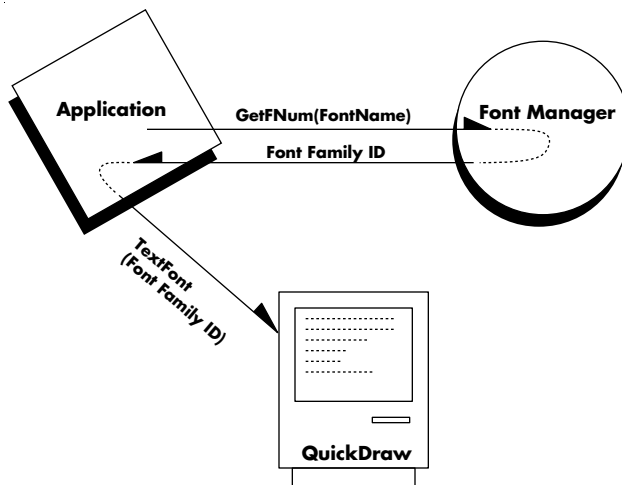 Application
GetFNum(FontName)
Font Manager
Font Family ID
TextFont
(Font Family ID)
QuickDraw